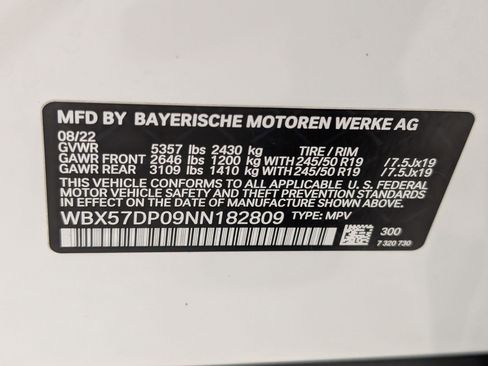 MFD BY BAYERISCHE MOTOREN WERKE AG
08/22
GVWR 5357 lbs 2430 kg TIRE / RIM
GAWR FRONT 2646 lbs 1200 kg WITH 245/50 R19 /7.5Jx19
GAWR REAR 3109 lbs 1410 kg WITH 245/50 R19 /7.5Jx19
THIS VEHICLE CONFORMS TO ALL APPLICABLE U.S. FEDERAL
MOTOR VEHICLE SAFETY AND THEFT PREVENTION STANDARDS
IN EFFECT ON THE DATE OF MANUFACTURE SHOWN ABOVE.
WBX57DP09NN182809 TYPE: MPV
300
7 320 730